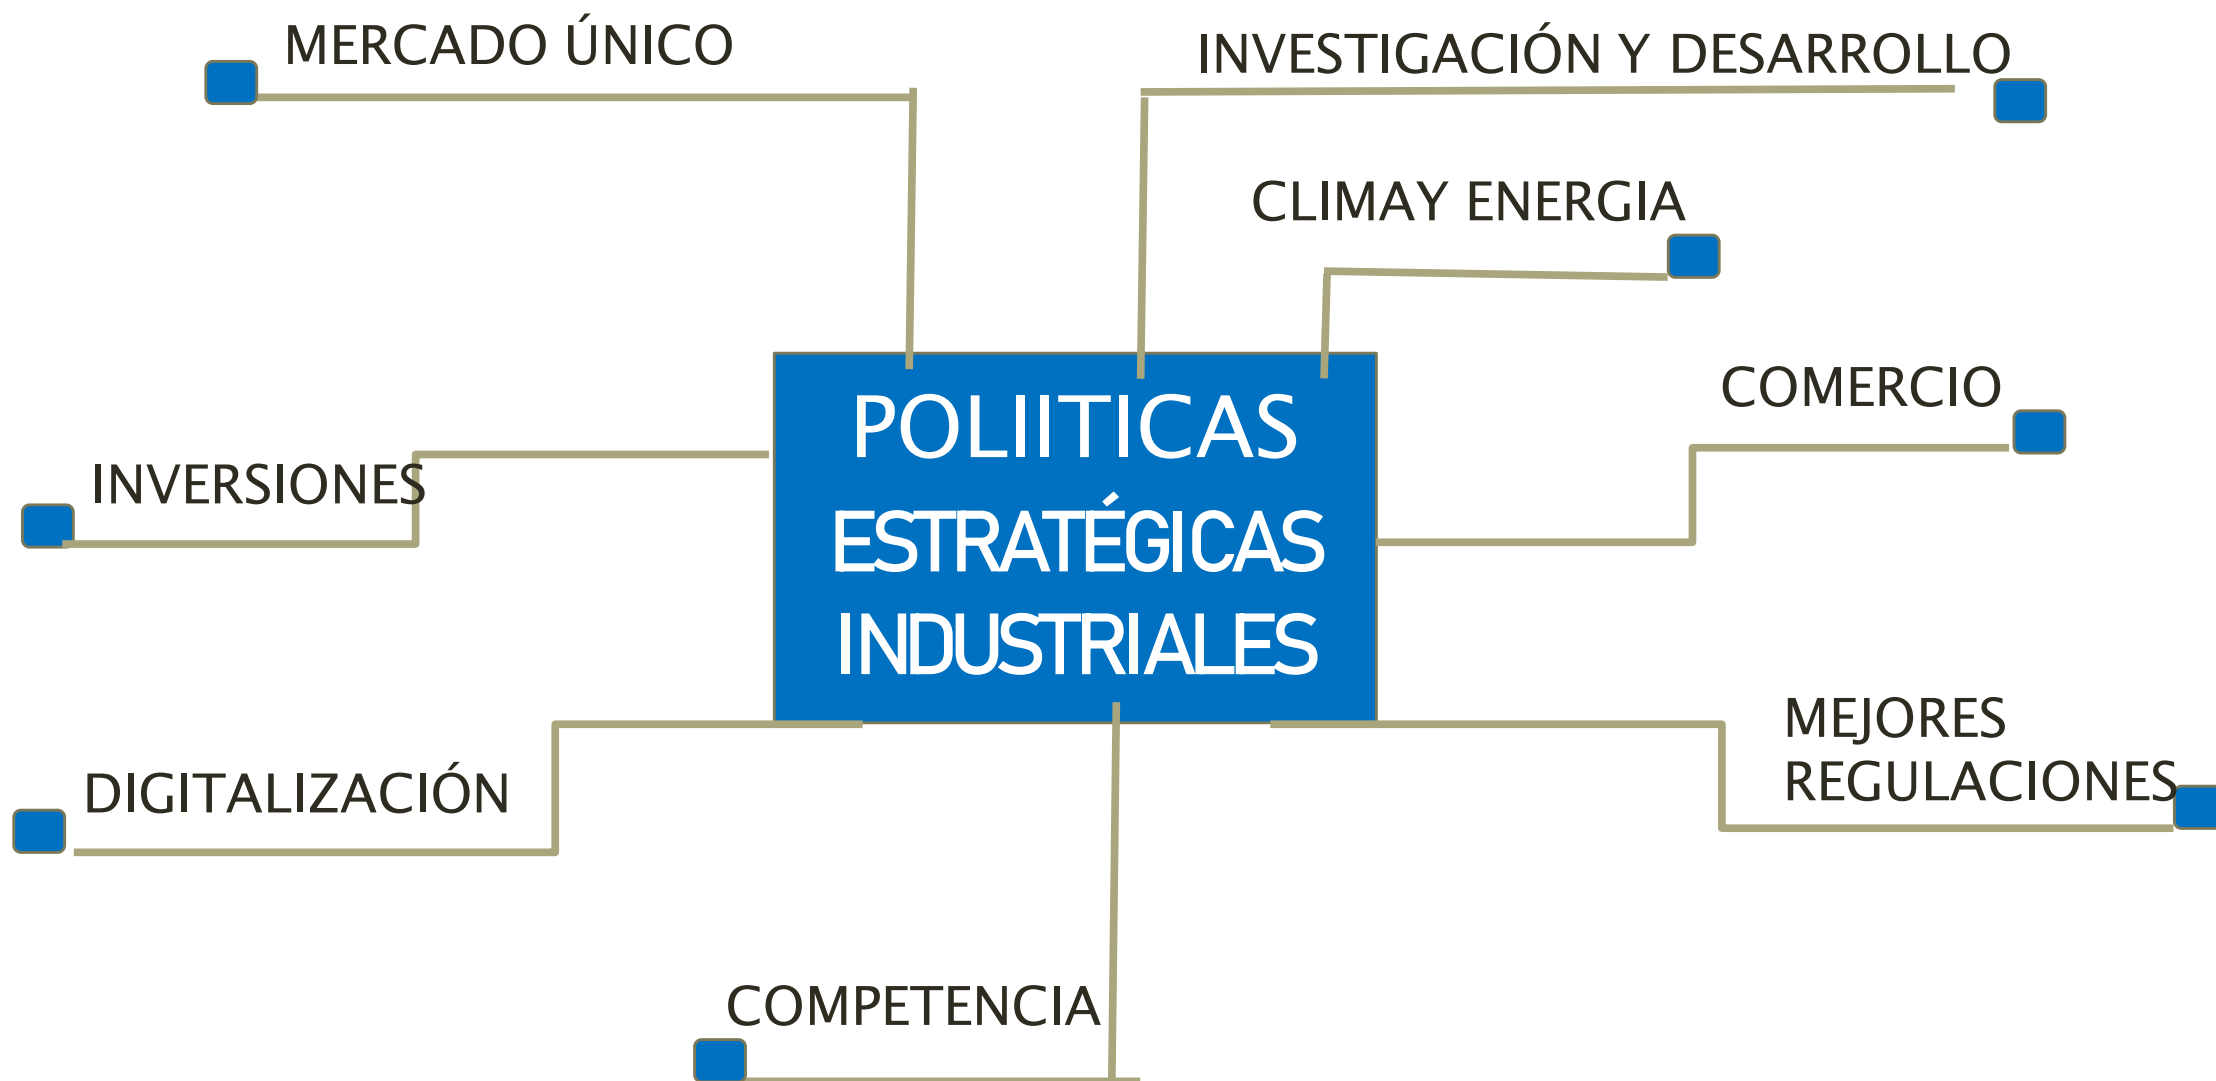 MERCADO ÚNICO
INVESTIGACIÓN Y DESARROLLO
CLIMAY ENERGIA
COMERCIO
POLIITICAS
ESTRATÉGICAS
INDUSTRIALES
INVERSIONES
MEJORES
REGULACIONES
DIGITALIZACIÓN
COMPETENCIA